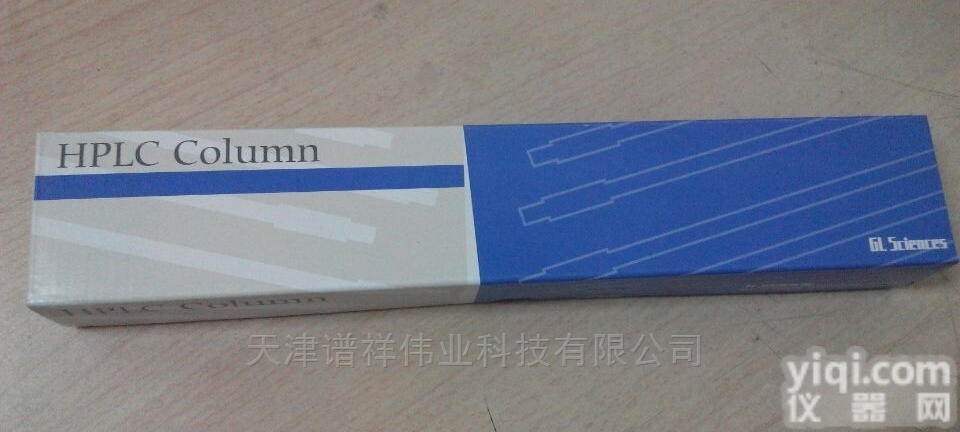 HPLC Column
GL Sciences
HPLC Column
天津谱祥伟业科技有限公司
yiqi.com
仪器网